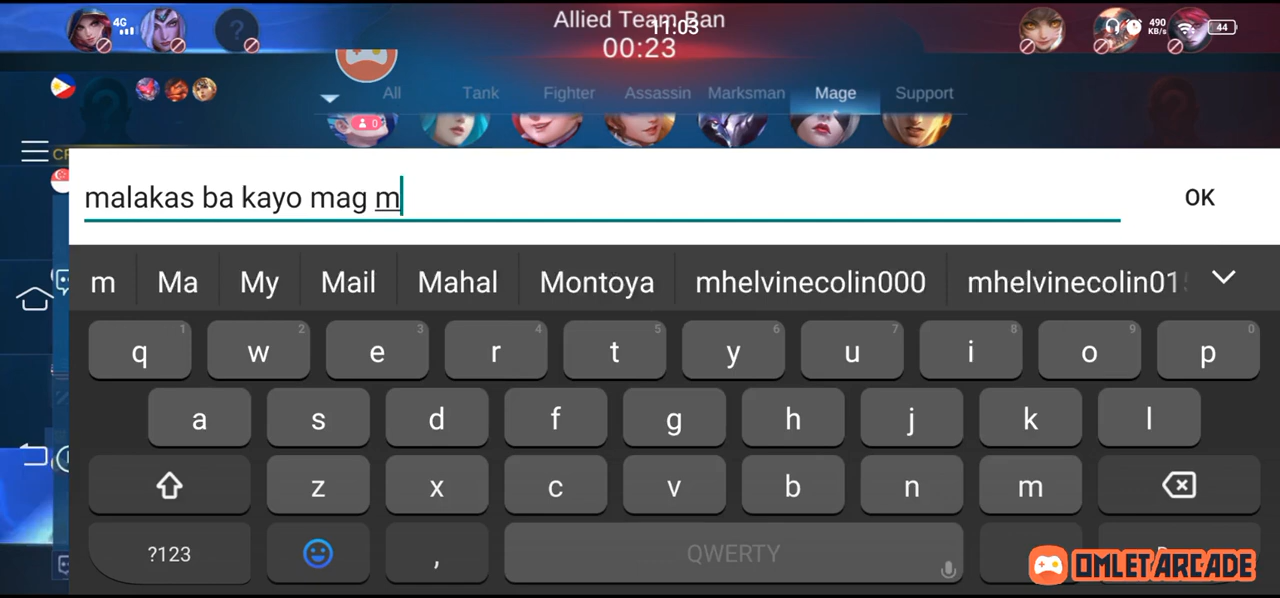 4G
Allied Team Ban
11:03
490
KB/s
44
00:23
All Tank Fighter Assassin Marksman Mage Support
0
malakas ba kayo mag m
OK
m Ma My Mail Mahal Montoya mhelvinecolin000
1 2 3 4 5 6 7 8 9 0
q w e r t y u i o p
a s d f g h j k l
z x c v b n m
?123 , QWERTY
OMLET ARCADE